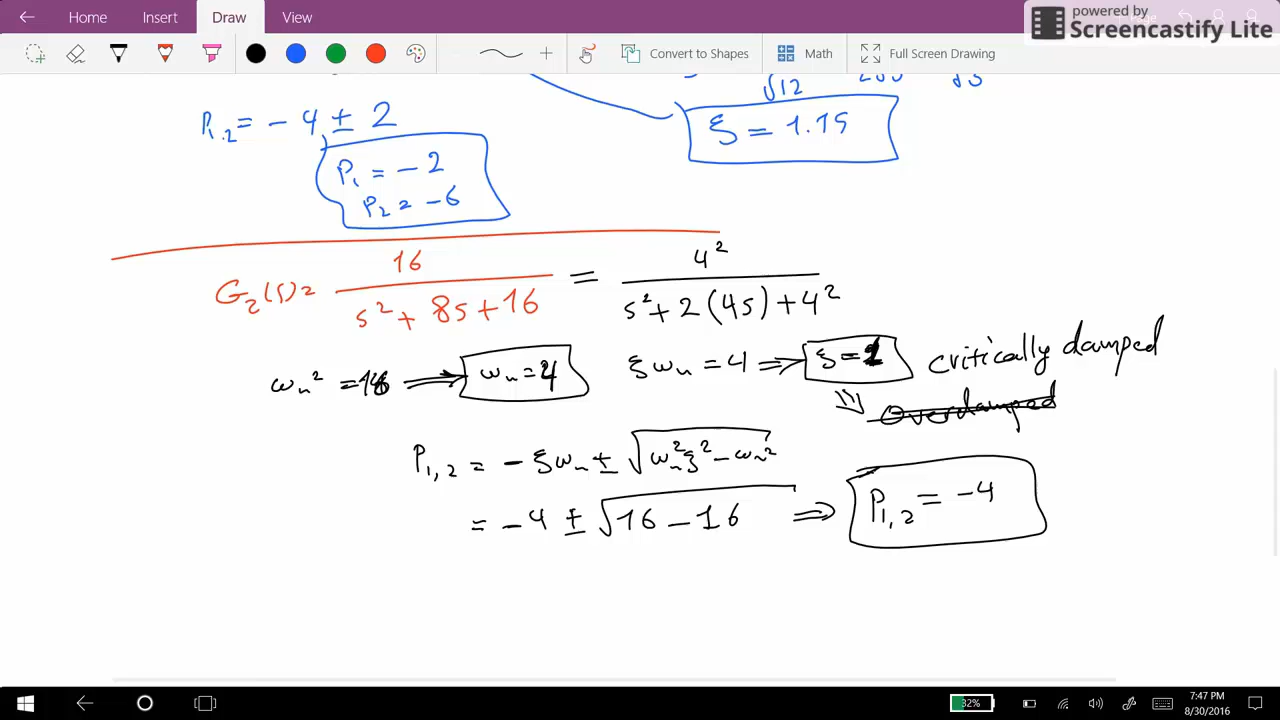 Home Insert Draw View
powered by
Screencastify Lite
Convert to Shapes Math Full Screen Drawing
√12
P1,2 = - 4 ± 2
ξ = 1.15
P1 = - 2
P2 = -6
G2(s)= 16 / s² + 8s + 16 = 4² / s² + 2 (4s) + 4²
ωn² = 16 ⟹ ωn = 4 ξωn = 4 ⟹ ξ = 1 critically damped
Overdamped
P1,2 = - ξωn ± √ωn²ξ² - ωn²
= - 4 ± √16 - 16 ⟹ P1,2 = -4
32%
7:47 PM
8/30/2016